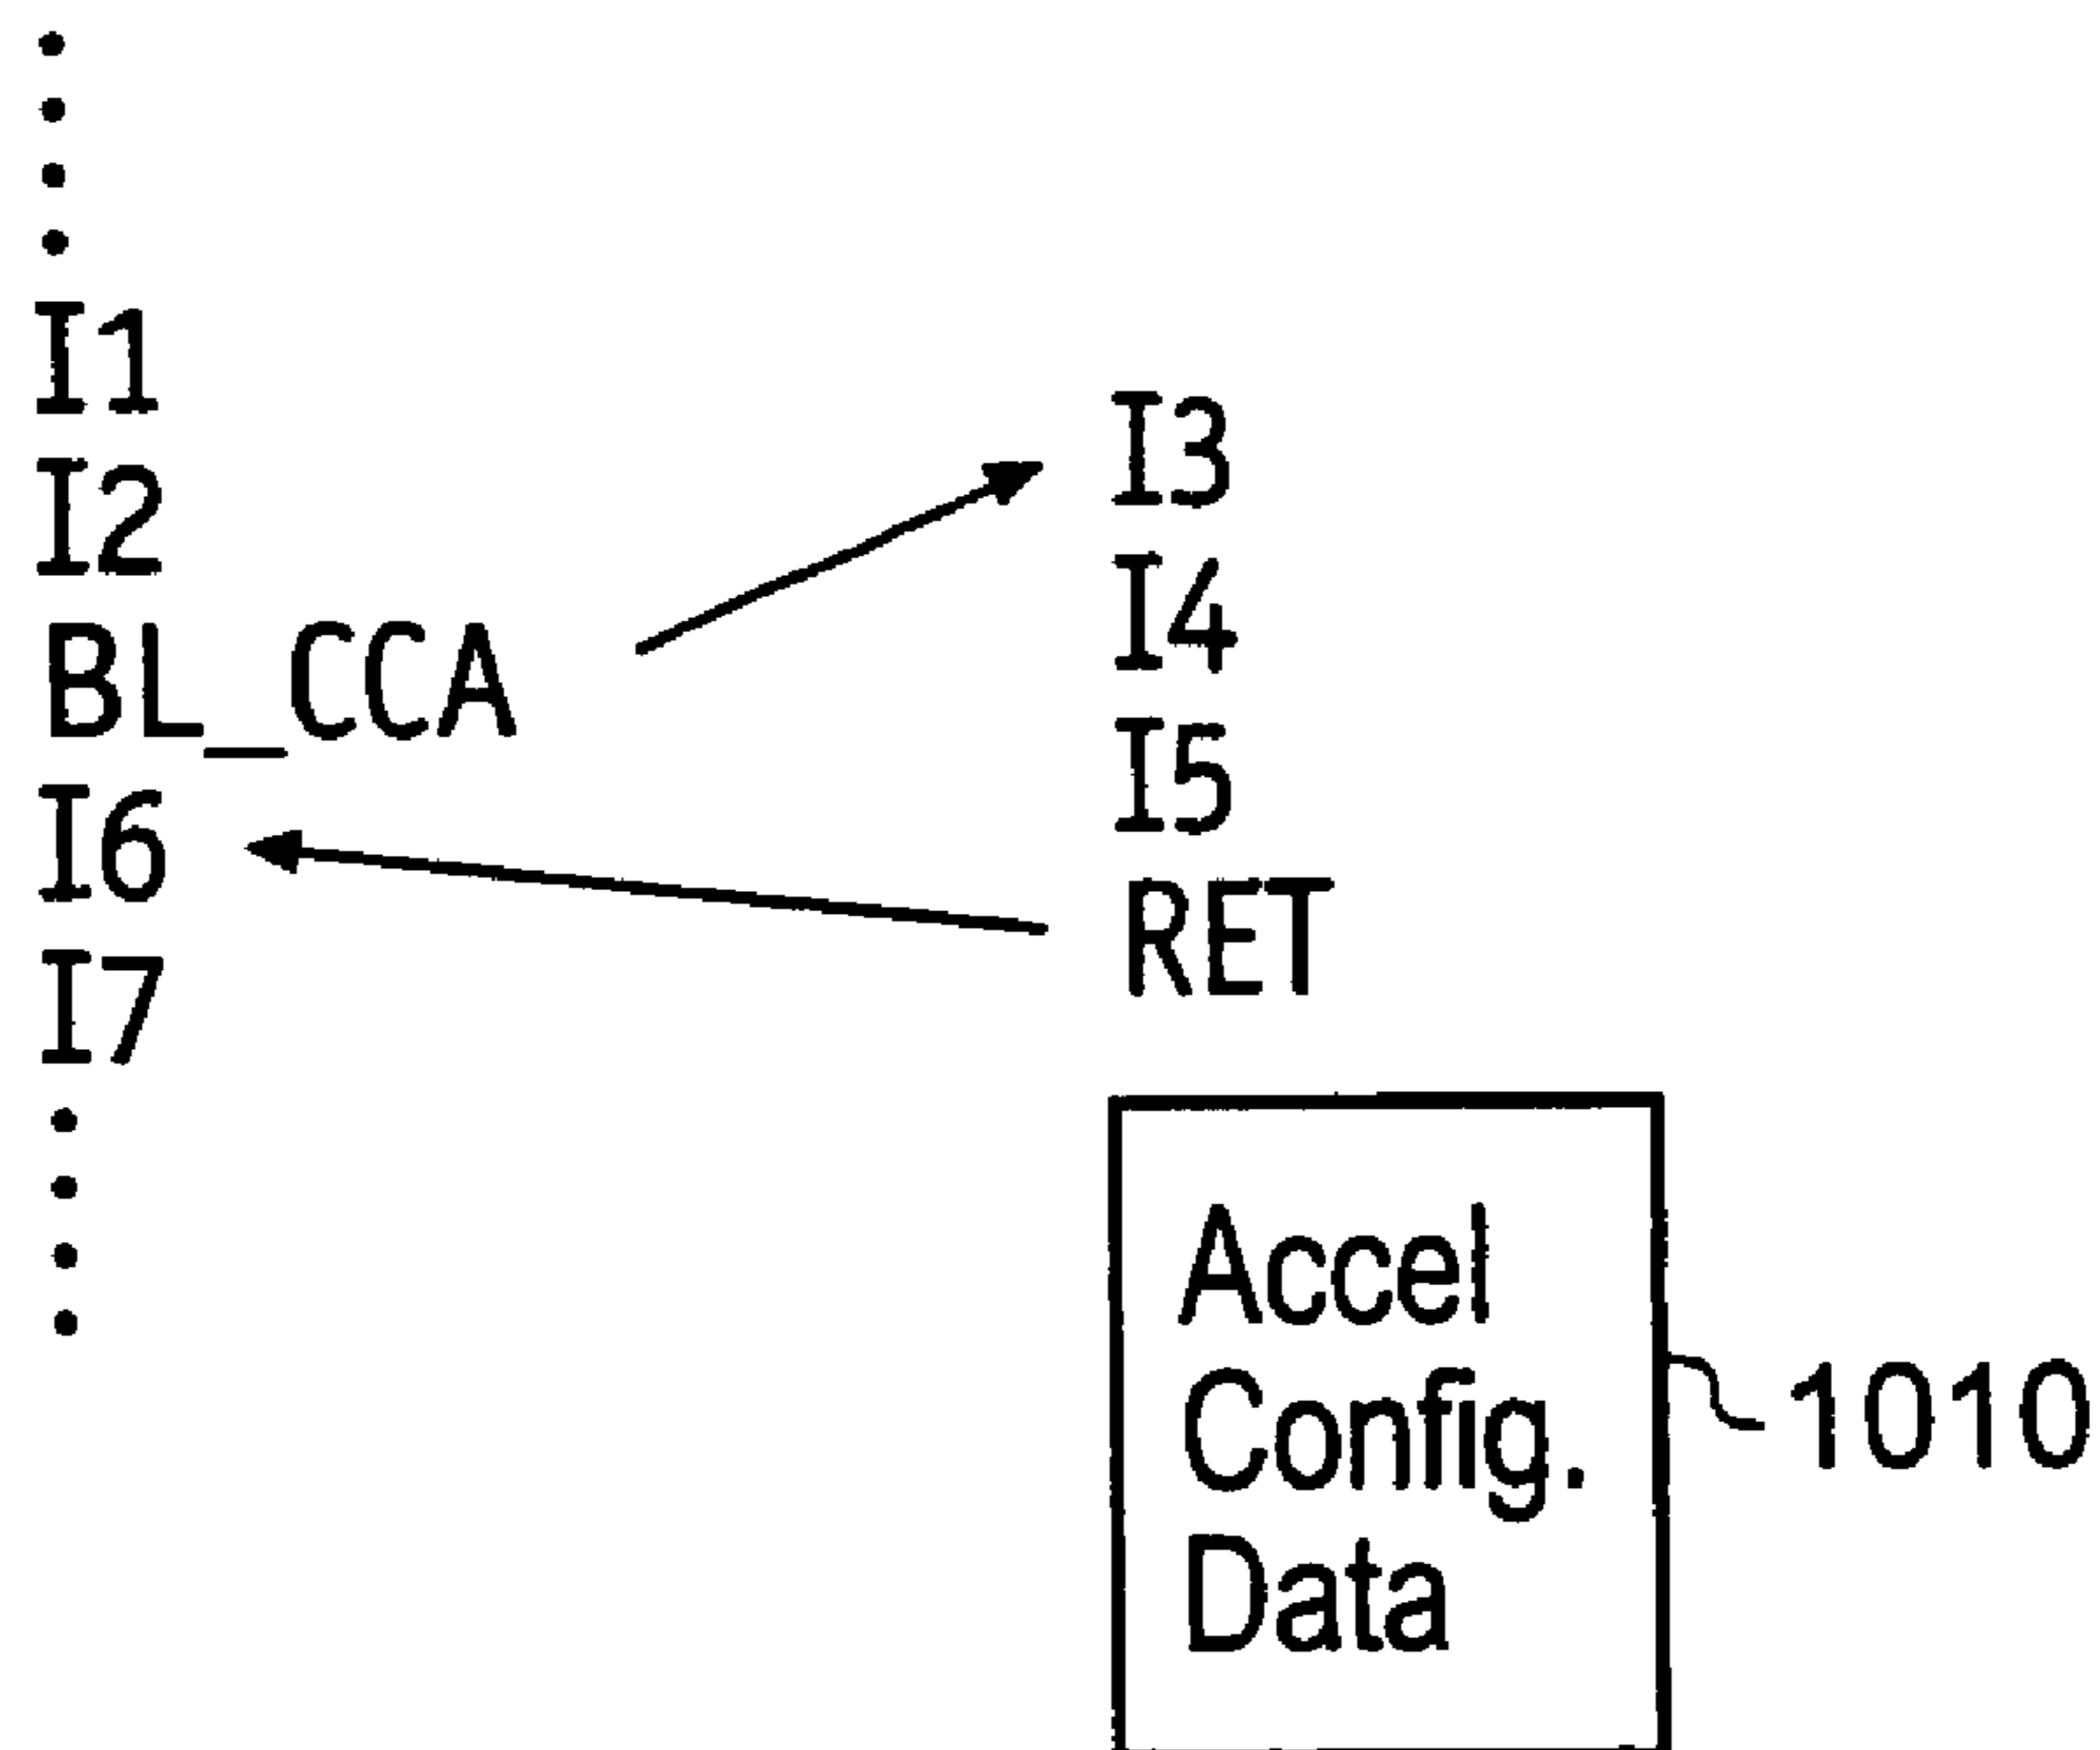 I1
I2
BL_CCA
I6
I7
I3
I4
I5
RET
Accel
Config.
Data
1010